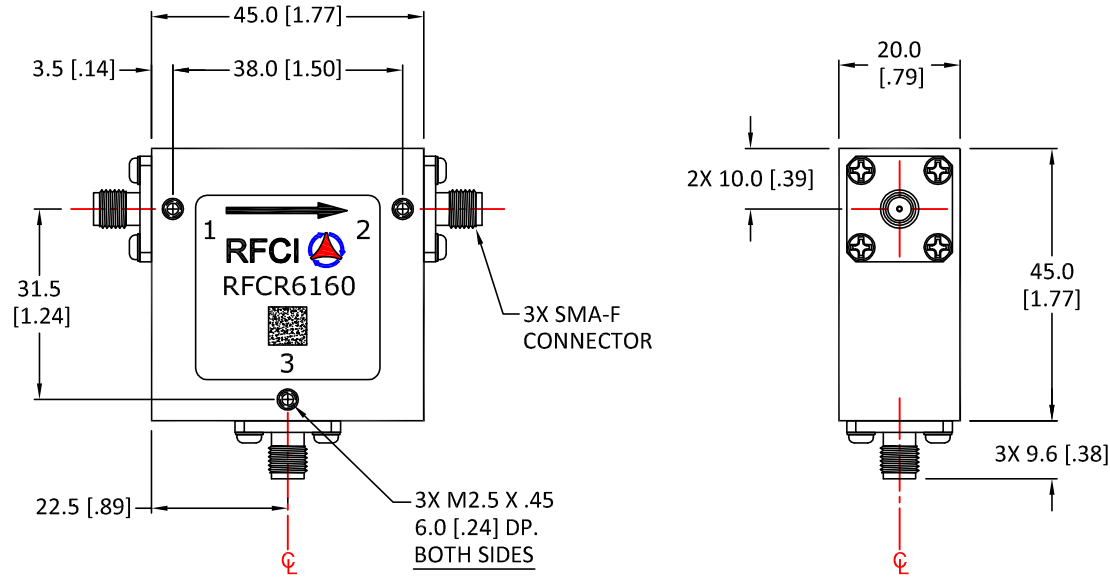 45.0 [1.77]
3.5 [.14]
38.0 [1.50]
1
2
RFCI
RFCR6160
3
31.5
[1.24]
3X SMA-F
CONNECTOR
22.5 [.89]
3X M2.5 X .45
6.0 [.24] DP.
BOTH SIDES
℄
20.0
[.79]
2X 10.0 [.39]
45.0
[1.77]
3X 9.6 [.38]
℄